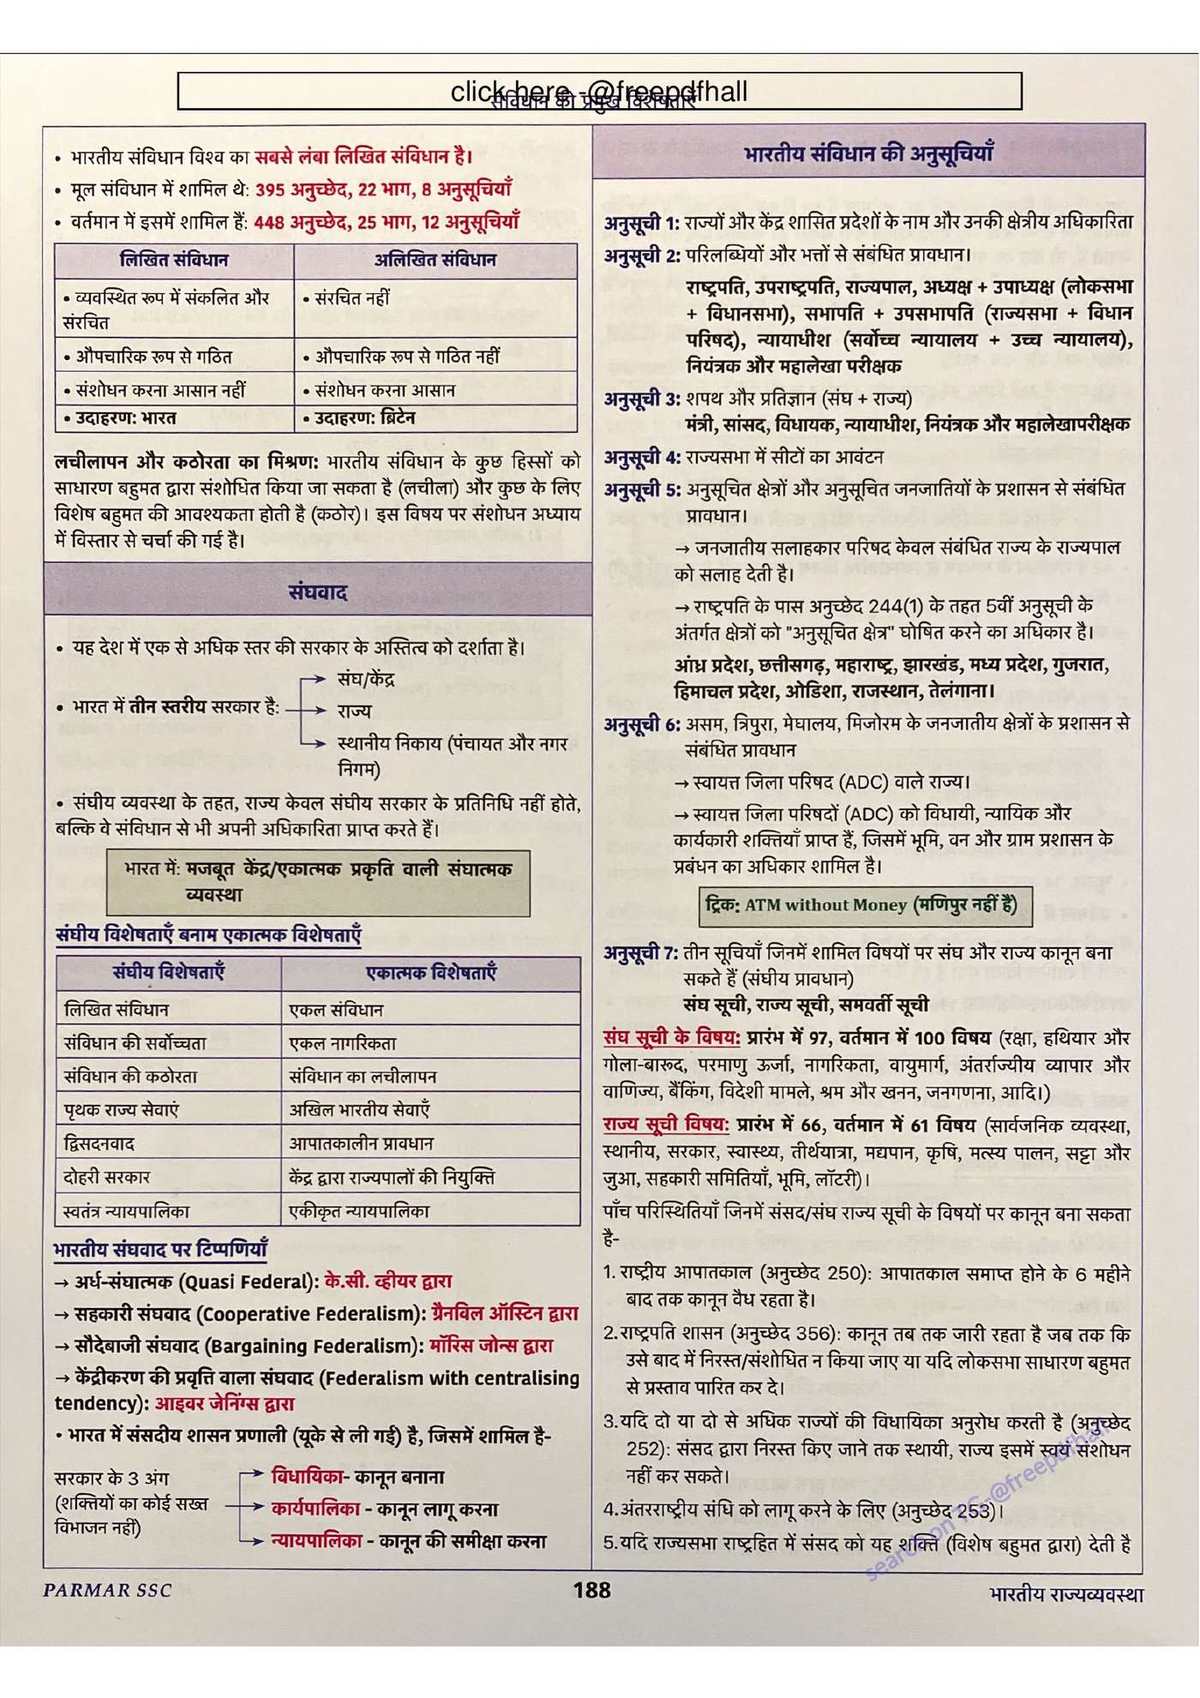 click here -@freepdfhall
संविधान की प्रमुख विशेषताएँ
• भारतीय संविधान विश्व का सबसे लंबा लिखित संविधान है।
• मूल संविधान में शामिल थे: 395 अनुच्छेद, 22 भाग, 8 अनुसूचियाँ
• वर्तमान में इसमें शामिल हैं: 448 अनुच्छेद, 25 भाग, 12 अनुसूचियाँ
लिखित संविधान अलिखित संविधान
• व्यवस्थित रूप में संकलित और • संरचित नहीं
संरचित
• औपचारिक रूप से गठित • औपचारिक रूप से गठित नहीं
• संशोधन करना आसान नहीं • संशोधन करना आसान
• उदाहरण: भारत • उदाहरण: ब्रिटेन
लचीलापन और कठोरता का मिश्रण: भारतीय संविधान के कुछ हिस्सों को
साधारण बहुमत द्वारा संशोधित किया जा सकता है (लचीला) और कुछ के लिए
विशेष बहुमत की आवश्यकता होती है (कठोर)। इस विषय पर संशोधन अध्याय
में विस्तार से चर्चा की गई है।
संघवाद
• यह देश में एक से अधिक स्तर की सरकार के अस्तित्व को दर्शाता है।
• भारत में तीन स्तरीय सरकार है:
संघ/केंद्र
राज्य
स्थानीय निकाय (पंचायत और नगर
निगम)
• संघीय व्यवस्था के तहत, राज्य केवल संघीय सरकार के प्रतिनिधि नहीं होते,
बल्कि वे संविधान से भी अपनी अधिकारिता प्राप्त करते हैं।
भारत में: मजबूत केंद्र/एकात्मक प्रकृति वाली संघात्मक
व्यवस्था
संघीय विशेषताएँ बनाम एकात्मक विशेषताएँ
संघीय विशेषताएँ एकात्मक विशेषताएँ
लिखित संविधान एकल संविधान
संविधान की सर्वोच्चता एकल नागरिकता
संविधान की कठोरता संविधान का लचीलापन
पृथक राज्य सेवाएं अखिल भारतीय सेवाएँ
द्विसदनवाद आपातकालीन प्रावधान
दोहरी सरकार केंद्र द्वारा राज्यपालों की नियुक्ति
स्वतंत्र न्यायपालिका एकीकृत न्यायपालिका
भारतीय संघवाद पर टिप्पणियाँ
→ अर्ध-संघात्मक (Quasi Federal): के.सी. व्हीयर द्वारा
→ सहकारी संघवाद (Cooperative Federalism): ग्रैनविल ऑस्टिन द्वारा
→ सौदेबाजी संघवाद (Bargaining Federalism): मॉरिस जोन्स द्वारा
→ केंद्रीकरण की प्रवृत्ति वाला संघवाद (Federalism with centralising
tendency): आइवर जेनिंग्स द्वारा
• भारत में संसदीय शासन प्रणाली (यूके से ली गई) है, जिसमें शामिल है-
सरकार के 3 अंग
(शक्तियों का कोई सख्त
विभाजन नहीं)
विधायिका- कानून बनाना
कार्यपालिका - कानून लागू करना
न्यायपालिका - कानून की समीक्षा करना
भारतीय संविधान की अनुसूचियाँ
अनुसूची 1: राज्यों और केंद्र शासित प्रदेशों के नाम और उनकी क्षेत्रीय अधिकारिता
अनुसूची 2: परिलब्धियों और भत्तों से संबंधित प्रावधान।
राष्ट्रपति, उपराष्ट्रपति, राज्यपाल, अध्यक्ष + उपाध्यक्ष (लोकसभा
+ विधानसभा), सभापति + उपसभापति (राज्यसभा + विधान
परिषद), न्यायाधीश (सर्वोच्च न्यायालय + उच्च न्यायालय),
नियंत्रक और महालेखा परीक्षक
अनुसूची 3: शपथ और प्रतिज्ञान (संघ + राज्य)
मंत्री, सांसद, विधायक, न्यायाधीश, नियंत्रक और महालेखापरीक्षक
अनुसूची 4: राज्यसभा में सीटों का आवंटन
अनुसूची 5: अनुसूचित क्षेत्रों और अनुसूचित जनजातियों के प्रशासन से संबंधित
प्रावधान।
→ जनजातीय सलाहकार परिषद केवल संबंधित राज्य के राज्यपाल
को सलाह देती है।
→ राष्ट्रपति के पास अनुच्छेद 244(1) के तहत 5वीं अनुसूची के
अंतर्गत क्षेत्रों को "अनुसूचित क्षेत्र" घोषित करने का अधिकार है।
आंध्र प्रदेश, छत्तीसगढ़, महाराष्ट्र, झारखंड, मध्य प्रदेश, गुजरात,
हिमाचल प्रदेश, ओडिशा, राजस्थान, तेलंगाना।
अनुसूची 6: असम, त्रिपुरा, मेघालय, मिजोरम के जनजातीय क्षेत्रों के प्रशासन से
संबंधित प्रावधान
→ स्वायत्त जिला परिषद (ADC) वाले राज्य।
→ स्वायत्त जिला परिषदों (ADC) को विधायी, न्यायिक और
कार्यकारी शक्तियाँ प्राप्त हैं, जिसमें भूमि, वन और ग्राम प्रशासन के
प्रबंधन का अधिकार शामिल है।
ट्रिक: ATM without Money (मणिपुर नहीं है)
अनुसूची 7: तीन सूचियाँ जिनमें शामिल विषयों पर संघ और राज्य कानून बना
सकते हैं (संघीय प्रावधान)
संघ सूची, राज्य सूची, समवर्ती सूची
संघ सूची के विषय: प्रारंभ में 97, वर्तमान में 100 विषय (रक्षा, हथियार और
गोला-बारूद, परमाणु ऊर्जा, नागरिकता, वायुमार्ग, अंतर्राज्यीय व्यापार और
वाणिज्य, बैंकिंग, विदेशी मामले, श्रम और खनन, जनगणना, आदि।)
राज्य सूची विषय: प्रारंभ में 66, वर्तमान में 61 विषय (सार्वजनिक व्यवस्था,
स्थानीय, सरकार, स्वास्थ्य, तीर्थयात्रा, मद्यपान, कृषि, मत्स्य पालन, सट्टा और
जुआ, सहकारी समितियाँ, भूमि, लॉटरी)।
पाँच परिस्थितियाँ जिनमें संसद/संघ राज्य सूची के विषयों पर कानून बना सकता
है-
1. राष्ट्रीय आपातकाल (अनुच्छेद 250): आपातकाल समाप्त होने के 6 महीने
बाद तक कानून वैध रहता है।
2. राष्ट्रपति शासन (अनुच्छेद 356): कानून तब तक जारी रहता है जब तक कि
उसे बाद में निरस्त/संशोधित न किया जाए या यदि लोकसभा साधारण बहुमत
से प्रस्ताव पारित कर दे।
3. यदि दो या दो से अधिक राज्यों की विधायिका अनुरोध करती है (अनुच्छेद
252): संसद द्वारा निरस्त किए जाने तक स्थायी, राज्य इसमें स्वयं संशोधन
नहीं कर सकते।
4. अंतरराष्ट्रीय संधि को लागू करने के लिए (अनुच्छेद 253)।
5. यदि राज्यसभा राष्ट्रहित में संसद को यह शक्ति (विशेष बहुमत द्वारा) देती है
search on TG-@freepdfhall
PARMAR SSC
188
भारतीय राज्यव्यवस्था